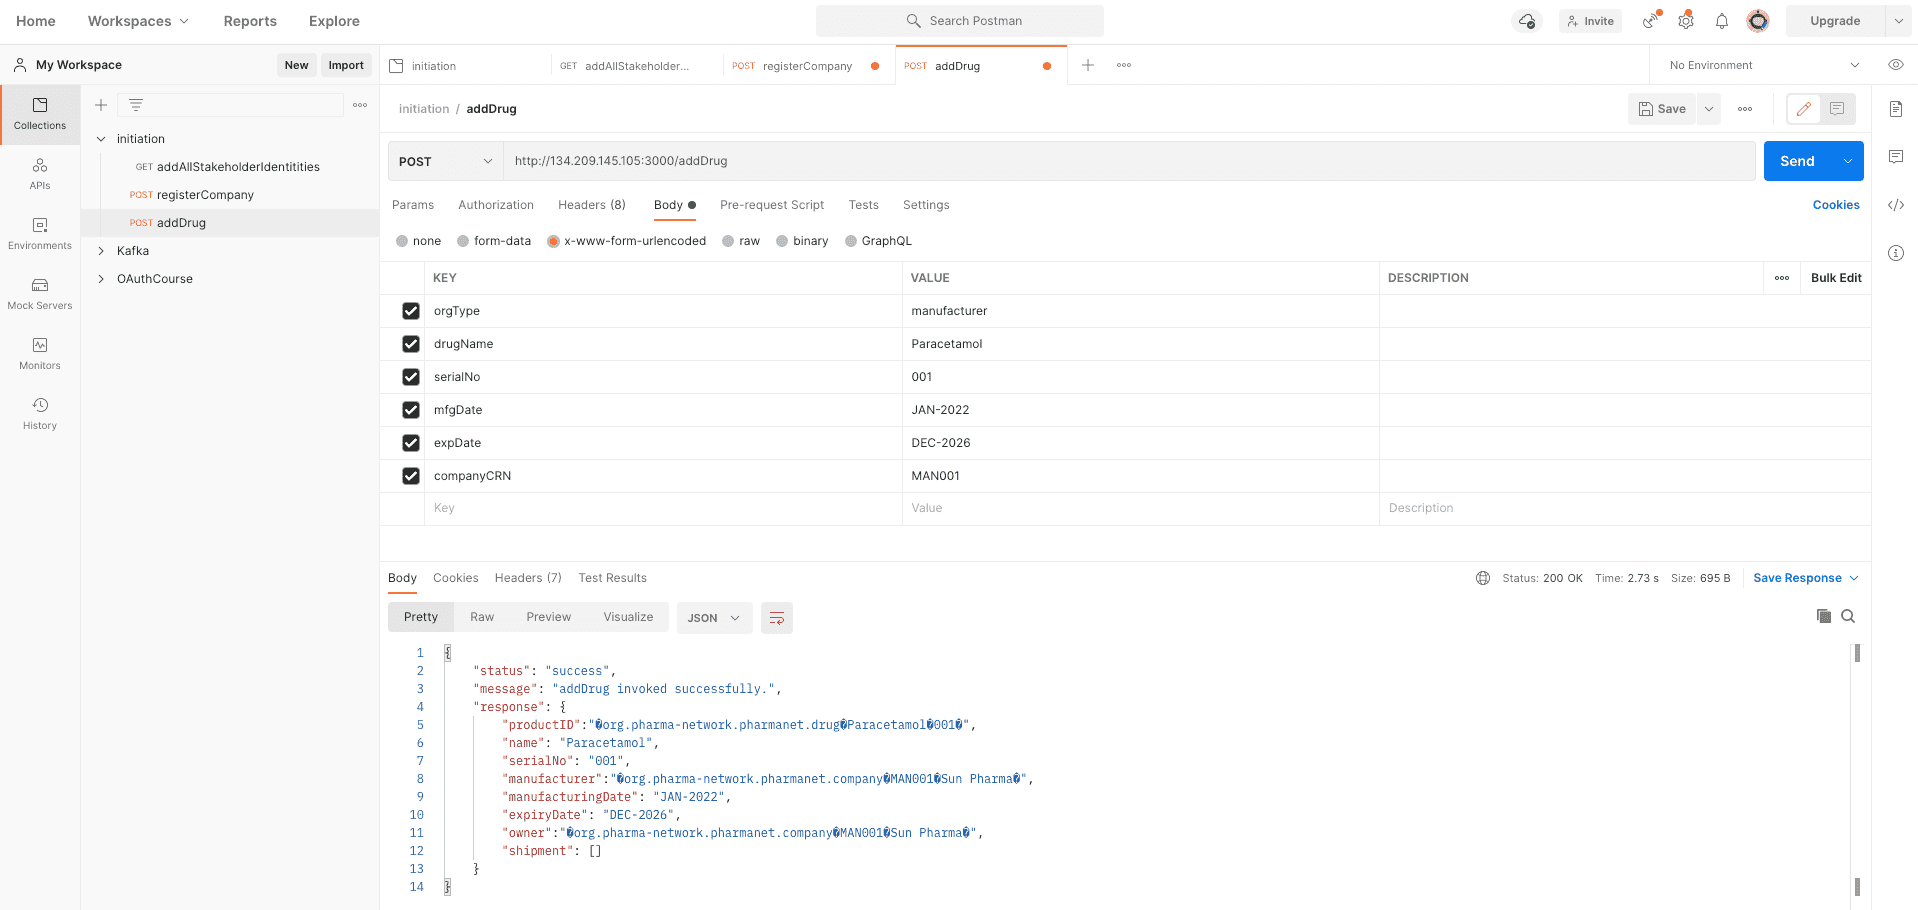 Home Workspaces Reports Explore Search Postman Invite Upgrade
My Workspace New Import initiation GET addAllStakeholder... POST registerCompany POST addDrug No Environment
Collections
APIs
Environments
Mock Servers
Monitors
History
initiation
GET addAllStakeholderIdentitities
POST registerCompany
POST addDrug
Kafka
OAuthCourse
initiation / addDrug Save
POST http://134.209.145.105:3000/addDrug Send
Params Authorization Headers (8) Body Pre-request Script Tests Settings Cookies
none form-data x-www-form-urlencoded raw binary GraphQL
KEY VALUE DESCRIPTION Bulk Edit
orgType manufacturer
drugName Paracetamol
serialNo 001
mfgDate JAN-2022
expDate DEC-2026
companyCRN MAN001
Key Value Description
Body Cookies Headers (7) Test Results Status: 200 OK Time: 2.73 s Size: 695 B Save Response
Pretty Raw Preview Visualize JSON
1 {
2 "status": "success",
3 "message": "addDrug invoked successfully.",
4 "response": {
5 "productID":"�org.pharma-network.pharmanet.drug�Paracetamol�001�",
6 "name": "Paracetamol",
7 "serialNo": "001",
8 "manufacturer":"�org.pharma-network.pharmanet.company�MAN001�Sun Pharma�",
9 "manufacturingDate": "JAN-2022",
10 "expiryDate": "DEC-2026",
11 "owner":"�org.pharma-network.pharmanet.company�MAN001�Sun Pharma�",
12 "shipment": []
13 }
14 }